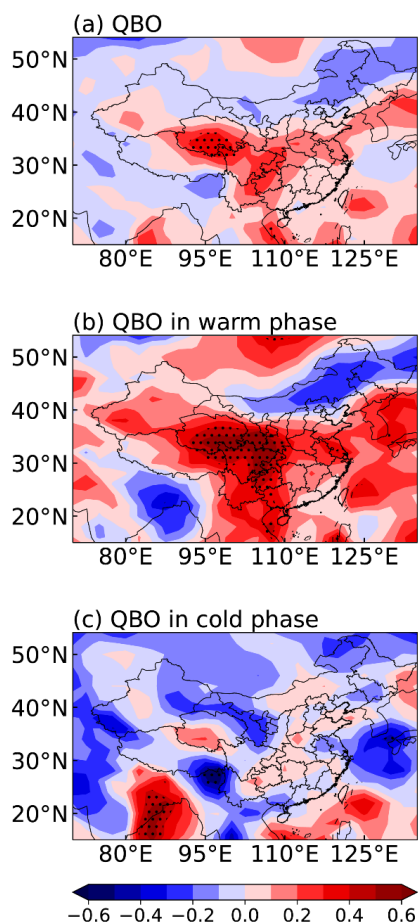 (a) QBO
50°N
40°N
30°N
20°N
80°E 95°E 110°E 125°E
(b) QBO in warm phase
50°N
40°N
30°N
20°N
80°E 95°E 110°E 125°E
(c) QBO in cold phase
50°N
40°N
30°N
20°N
80°E 95°E 110°E 125°E
−0.6 −0.4 −0.2 0.0 0.2 0.4 0.6